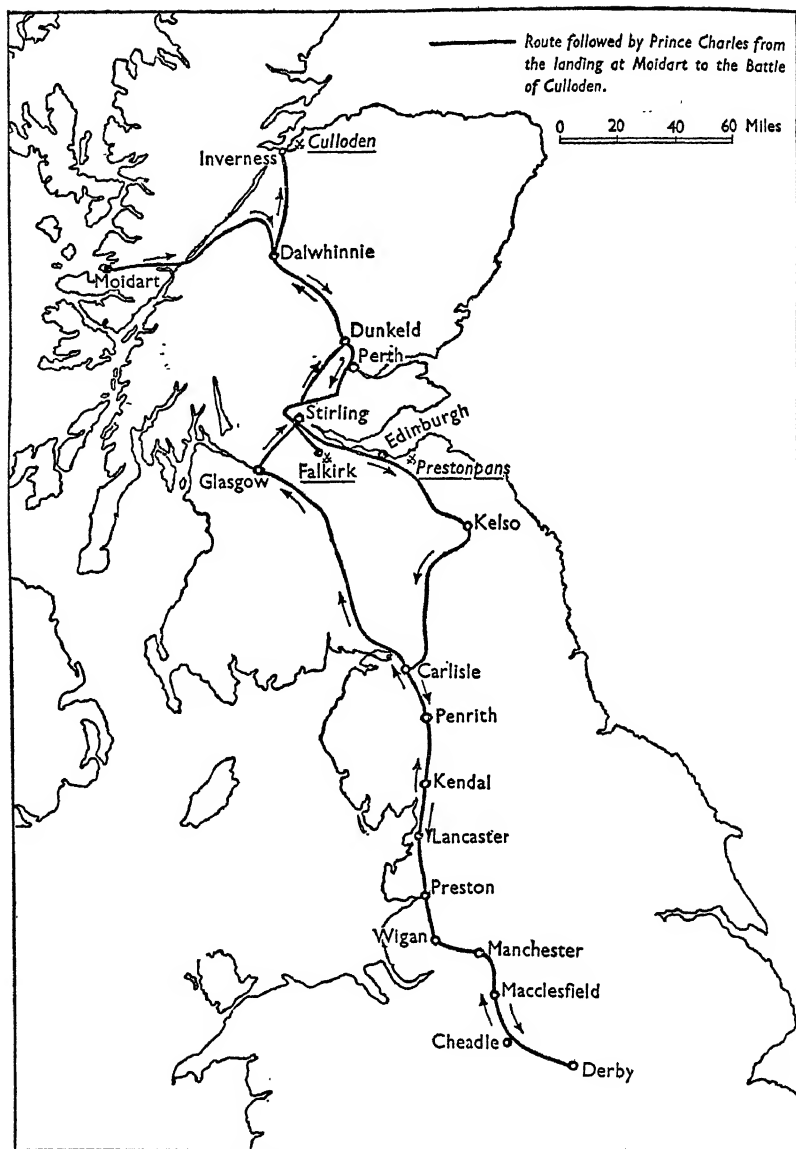 Route followed by Prince Charles from
the landing at Moidart to the Battle
of Culloden.
0 20 40 60 Miles
Culloden
Inverness
Dalwhinnie
Moidart
Dunkeld
Perth
Stirling
Edinburgh
Falkirk
Prestonpans
Glasgow
Kelso
Carlisle
Penrith
Kendal
Lancaster
Preston
Wigan
Manchester
Macclesfield
Cheadle
Derby